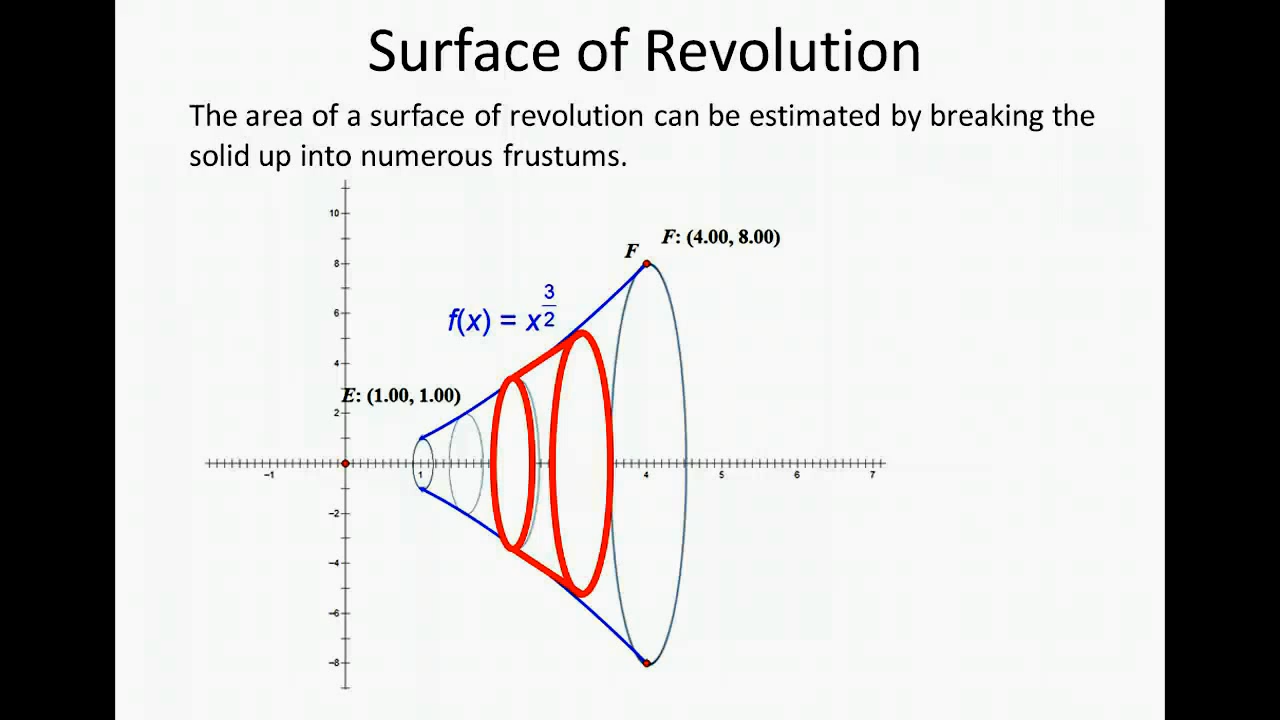 Surface of Revolution
The area of a surface of revolution can be estimated by breaking the
solid up into numerous frustums.
10
F: (4.00, 8.00)
F
8
f(x) = x^(3/2)
6
4
E: (1.00, 1.00)
2
-1 1 4 5 6 7
-2
-4
-6
-8